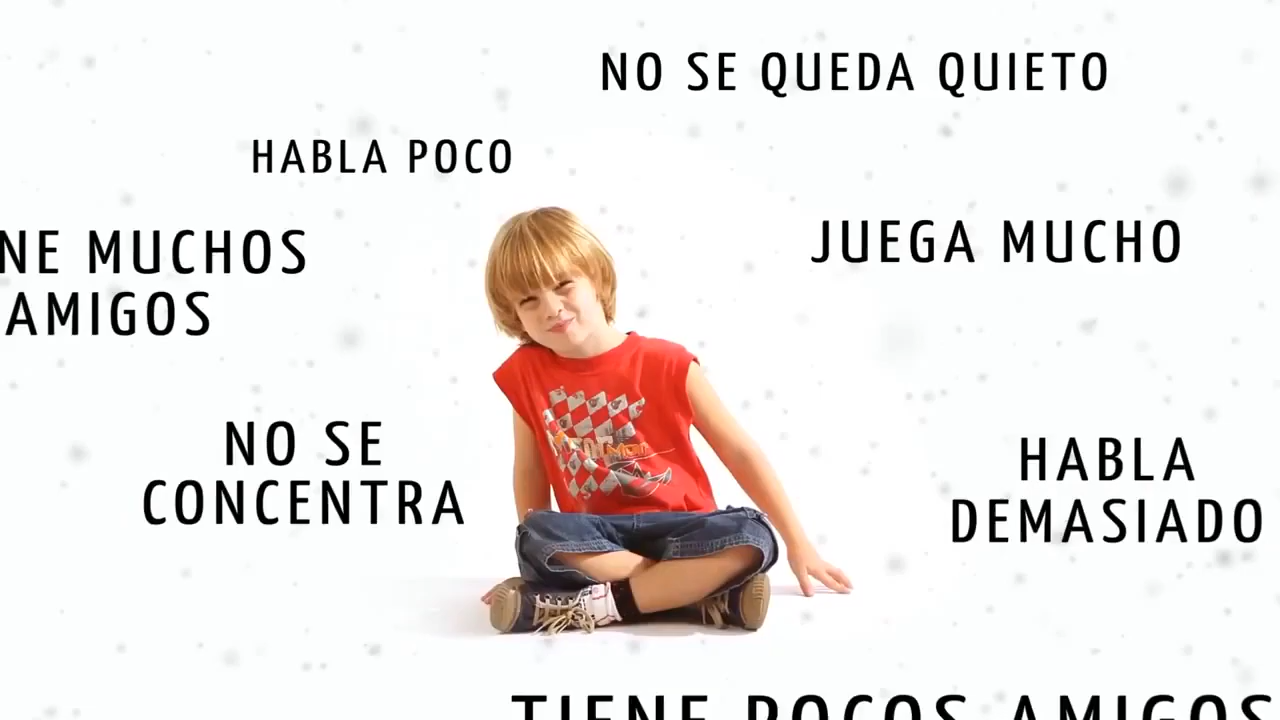 NO SE QUEDA QUIETO
HABLA POCO
NE MUCHOS
AMIGOS
JUEGA MUCHO
NO SE
CONCENTRA
HABLA
DEMASIADO
TIENE POCOS AMIGOS